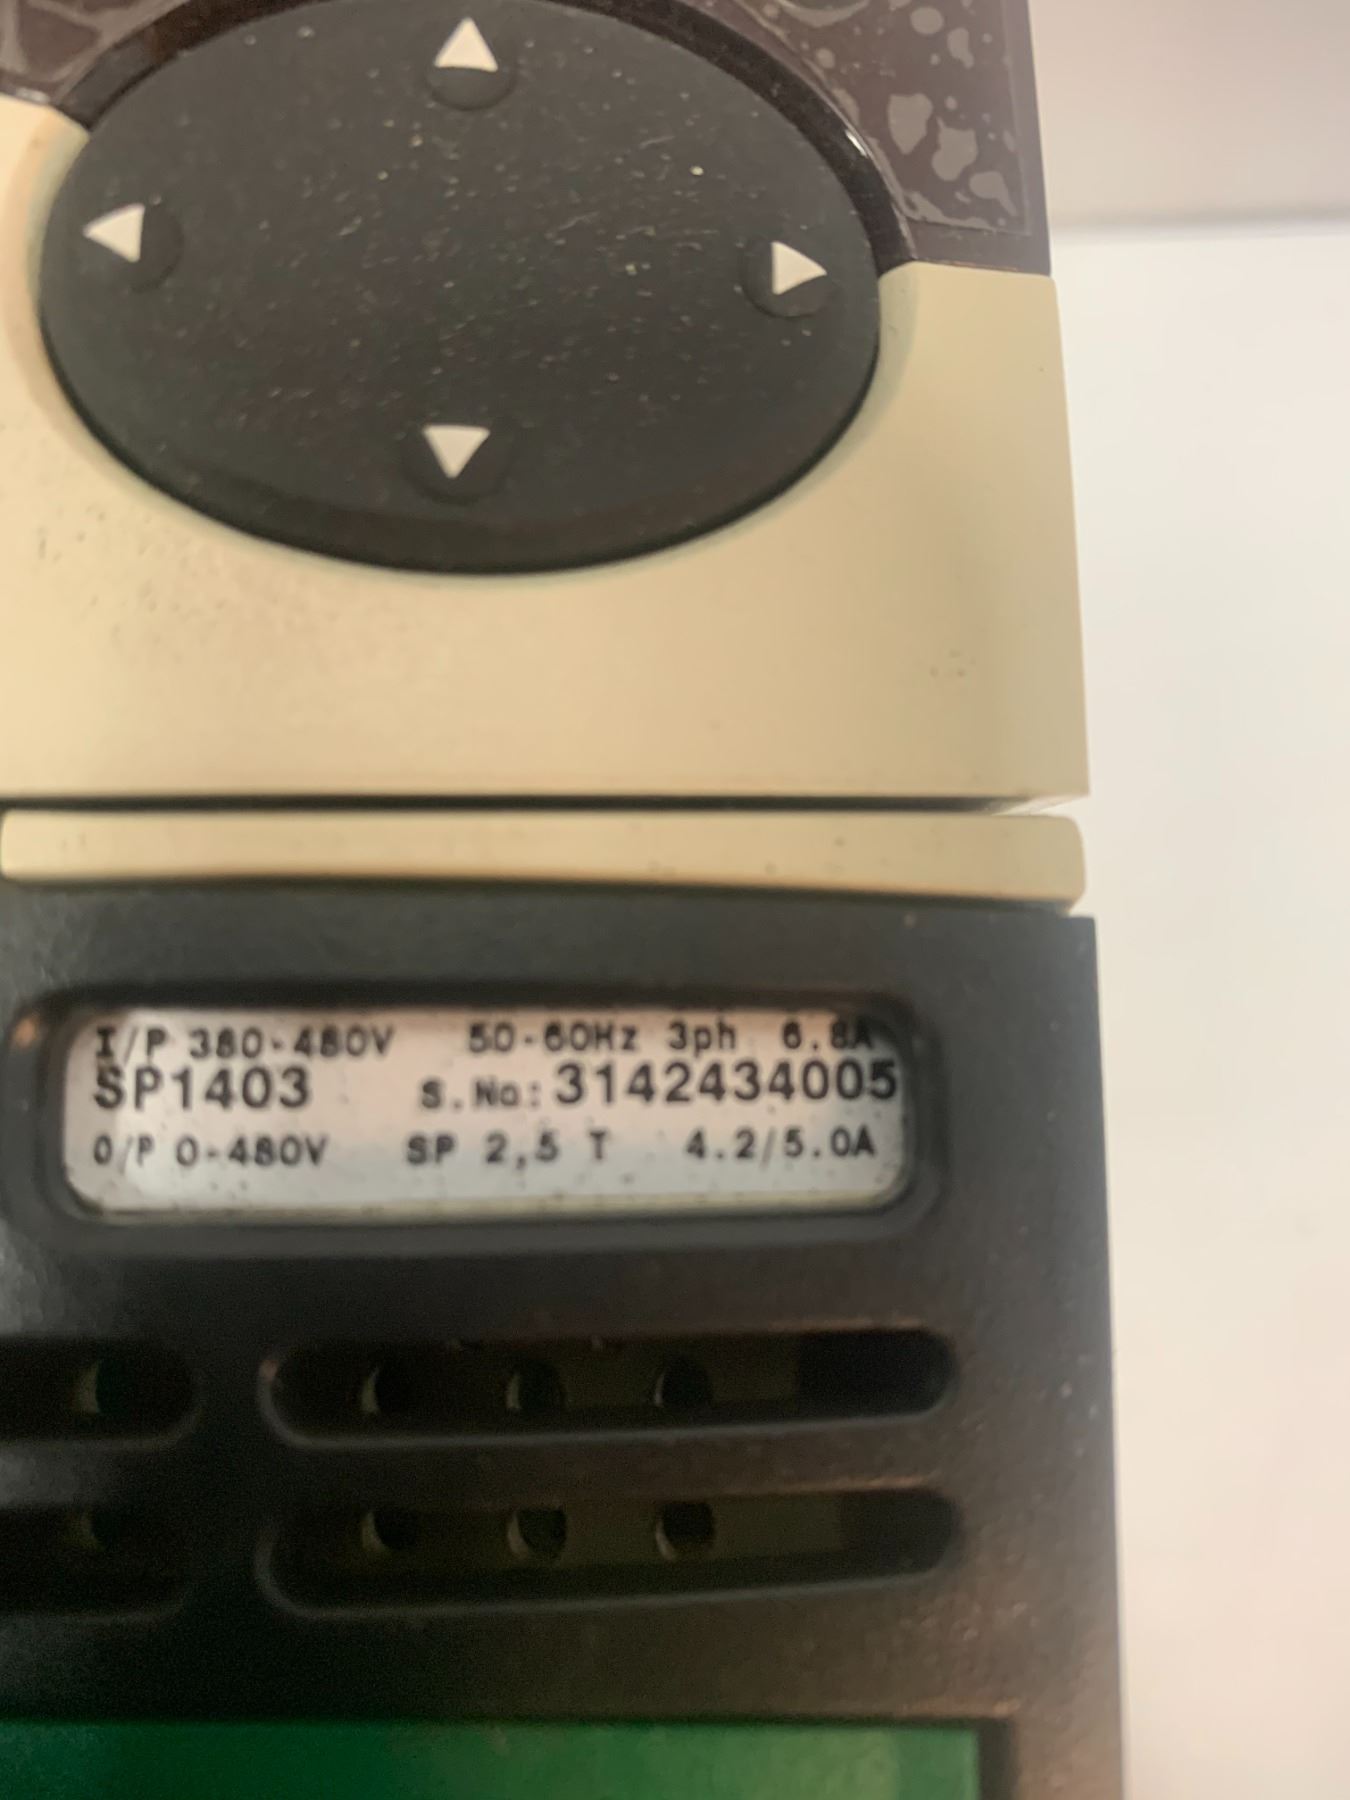 I/P 380-480V 50-60Hz 3ph 6.8A
SP1403 S.No: 3142434005
O/P 0-480V SP 2,5 T 4.2/5.0A